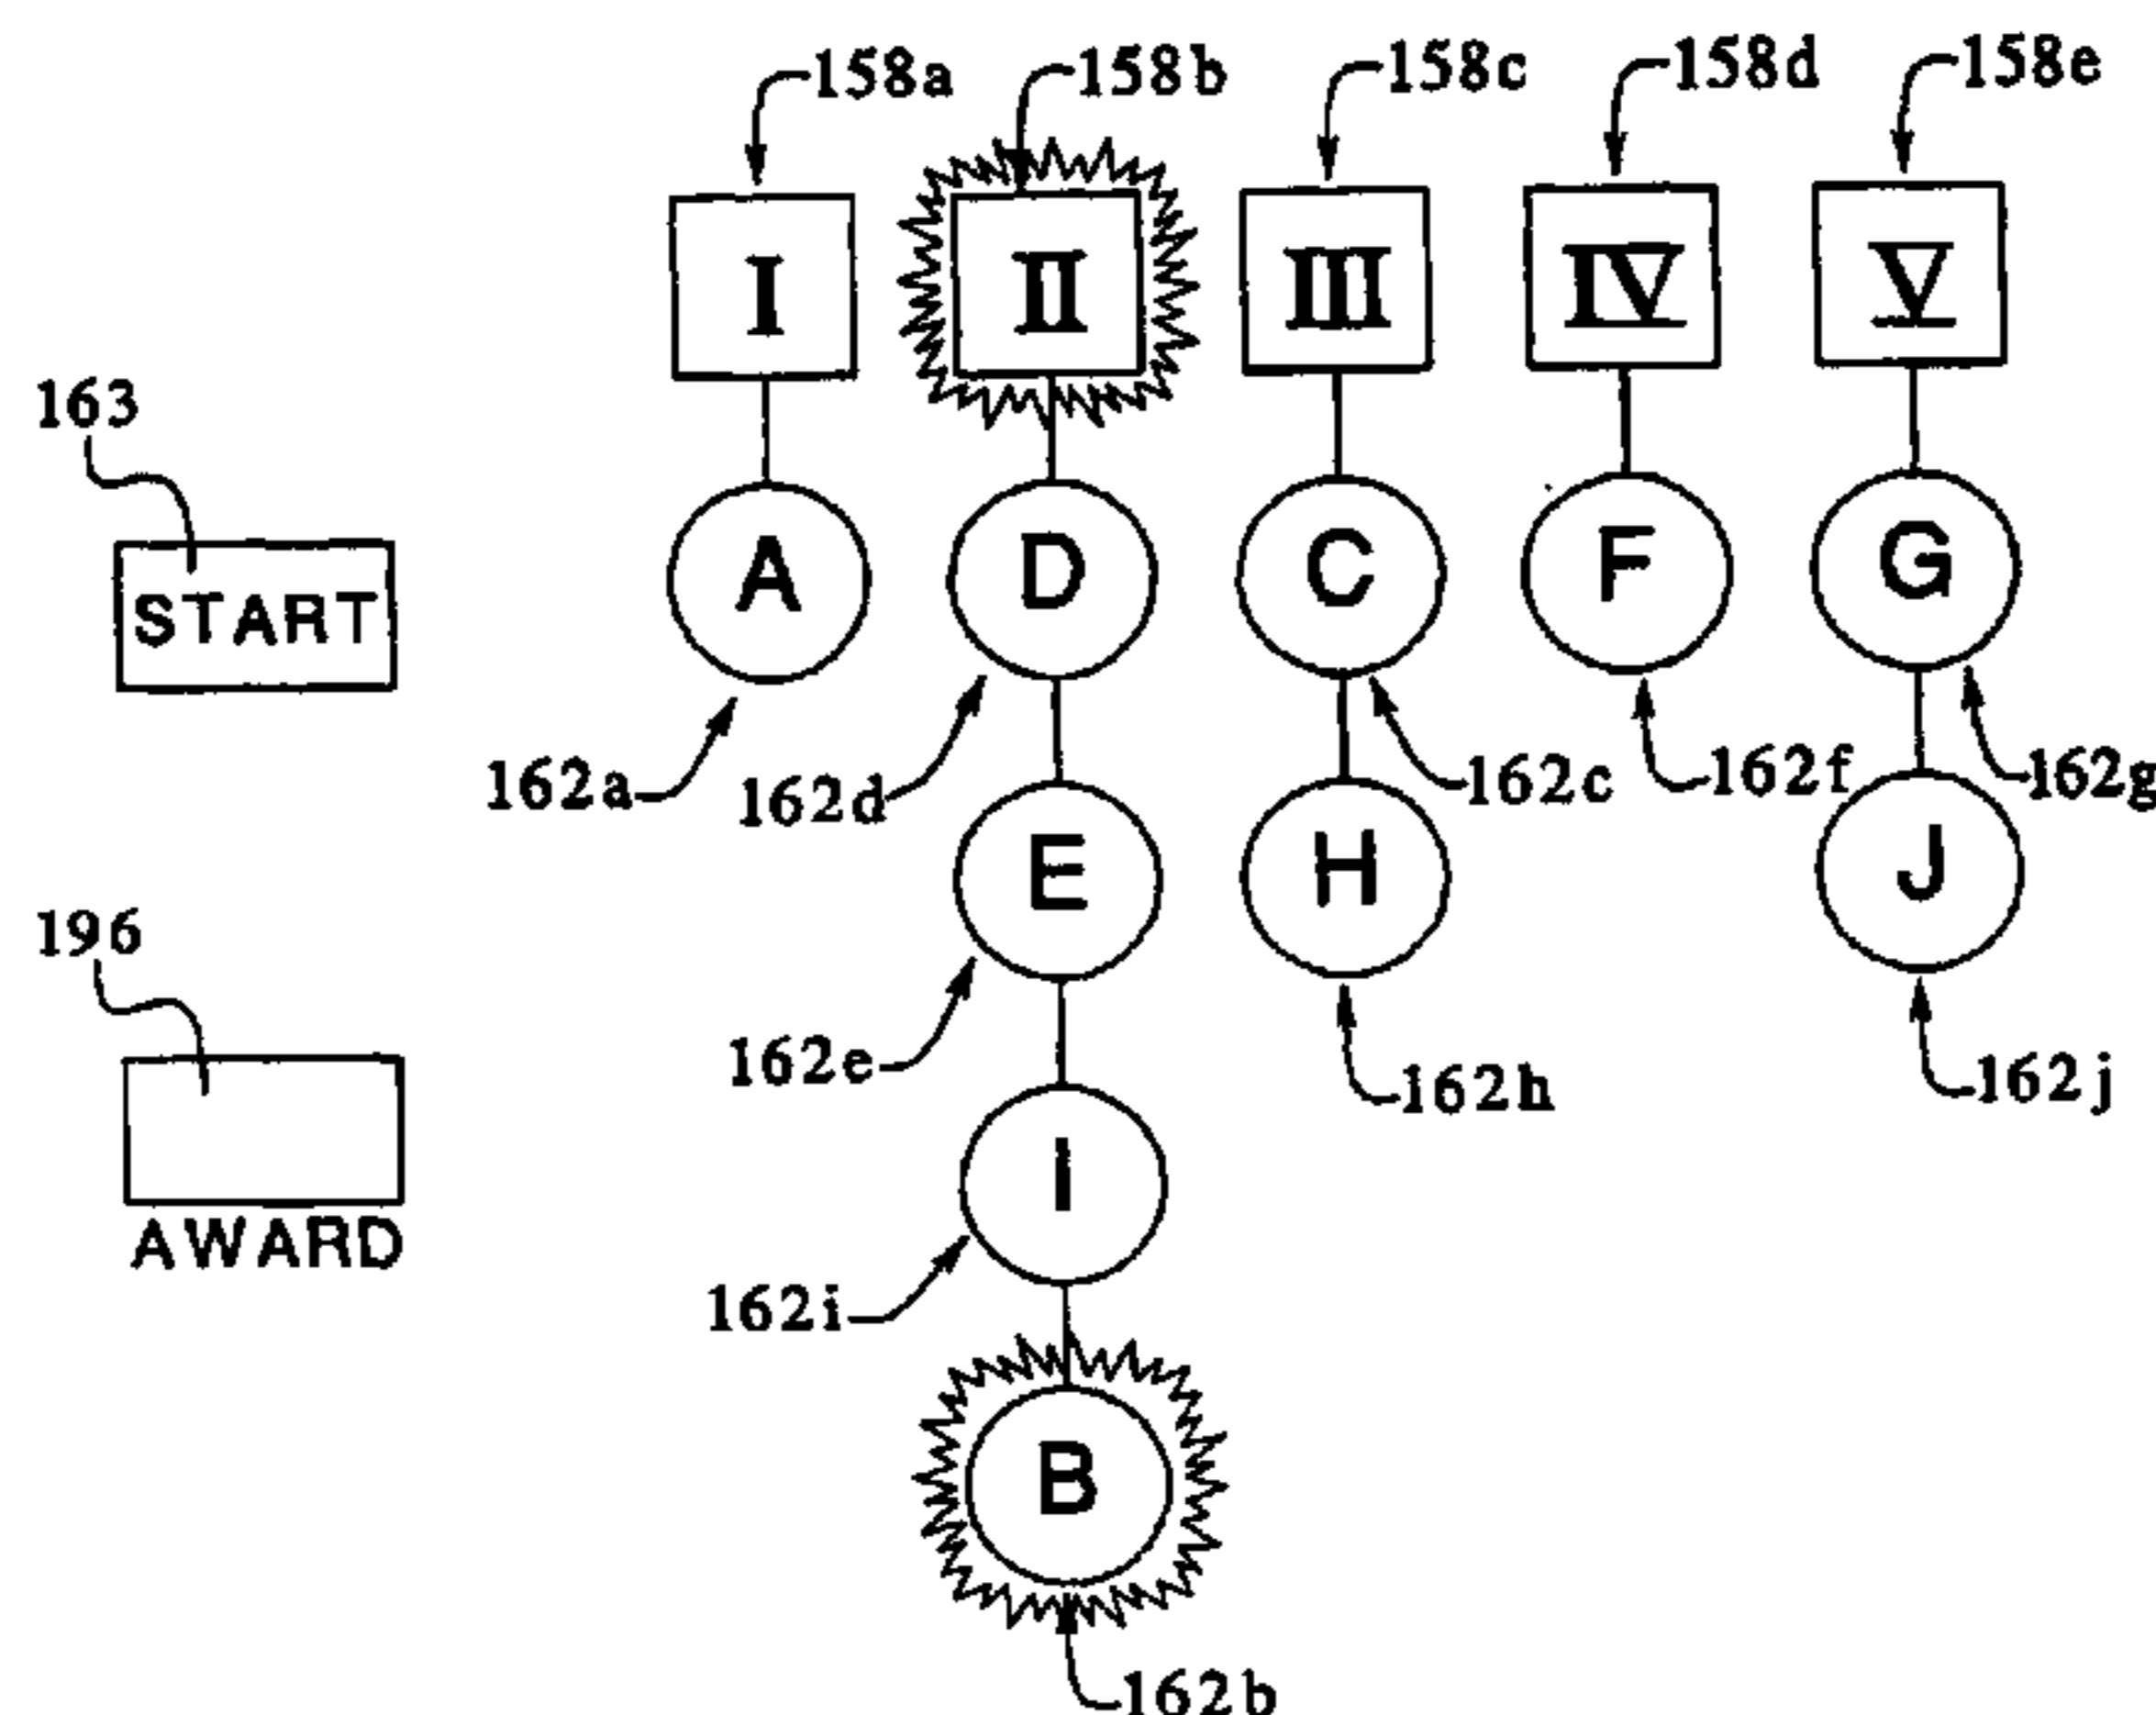 158a 158b 158c 158d 158e
I II III IV V
163
A D C F G
START
162a 162d 162c 162f 162g
E H J
196
162e 162h 162j
I
AWARD
162i
B
162b